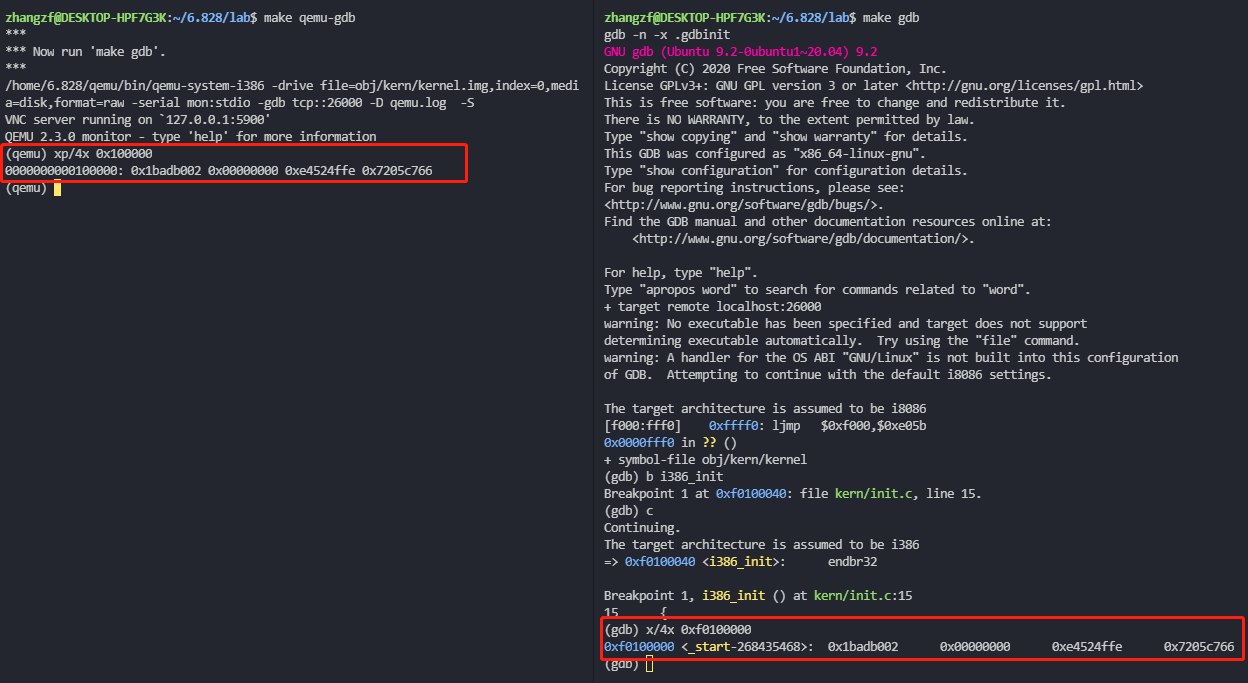 zhangzf@DESKTOP-HPF7G3K:~/6.828/lab$ make qemu-gdb
***
*** Now run 'make gdb'.
***
/home/6.828/qemu/bin/qemu-system-i386 -drive file=obj/kern/kernel.img,index=0,medi
a=disk,format=raw -serial mon:stdio -gdb tcp::26000 -D qemu.log  -S
VNC server running on `127.0.0.1:5900'
QEMU 2.3.0 monitor - type 'help' for more information
(qemu) xp/4x 0x100000
0000000000100000: 0x1badb002 0x00000000 0xe4524ffe 0x7205c766
(qemu)
zhangzf@DESKTOP-HPF7G3K:~/6.828/lab$ make gdb
gdb -n -x .gdbinit
GNU gdb (Ubuntu 9.2-0ubuntu1~20.04) 9.2
Copyright (C) 2020 Free Software Foundation, Inc.
License GPLv3+: GNU GPL version 3 or later <http://gnu.org/licenses/gpl.html>
This is free software: you are free to change and redistribute it.
There is NO WARRANTY, to the extent permitted by law.
Type "show copying" and "show warranty" for details.
This GDB was configured as "x86_64-linux-gnu".
Type "show configuration" for configuration details.
For bug reporting instructions, please see:
<http://www.gnu.org/software/gdb/bugs/>.
Find the GDB manual and other documentation resources online at:
    <http://www.gnu.org/software/gdb/documentation/>.
For help, type "help".
Type "apropos word" to search for commands related to "word".
+ target remote localhost:26000
warning: No executable has been specified and target does not support
determining executable automatically.  Try using the "file" command.
warning: A handler for the OS ABI "GNU/Linux" is not built into this configuration
of GDB.  Attempting to continue with the default i8086 settings.
The target architecture is assumed to be i8086
[f000:fff0]    0xffff0: ljmp   $0xf000,$0xe05b
0x0000fff0 in ?? ()
+ symbol-file obj/kern/kernel
(gdb) b i386_init
Breakpoint 1 at 0xf0100040: file kern/init.c, line 15.
(gdb) c
Continuing.
The target architecture is assumed to be i386
=> 0xf0100040 <i386_init>:      endbr32
Breakpoint 1, i386_init () at kern/init.c:15
15      {
(gdb) x/4x 0xf0100000
0xf0100000 <_start-268435468>:  0x1badb002      0x00000000      0xe4524ffe      0x7205c766
(gdb)